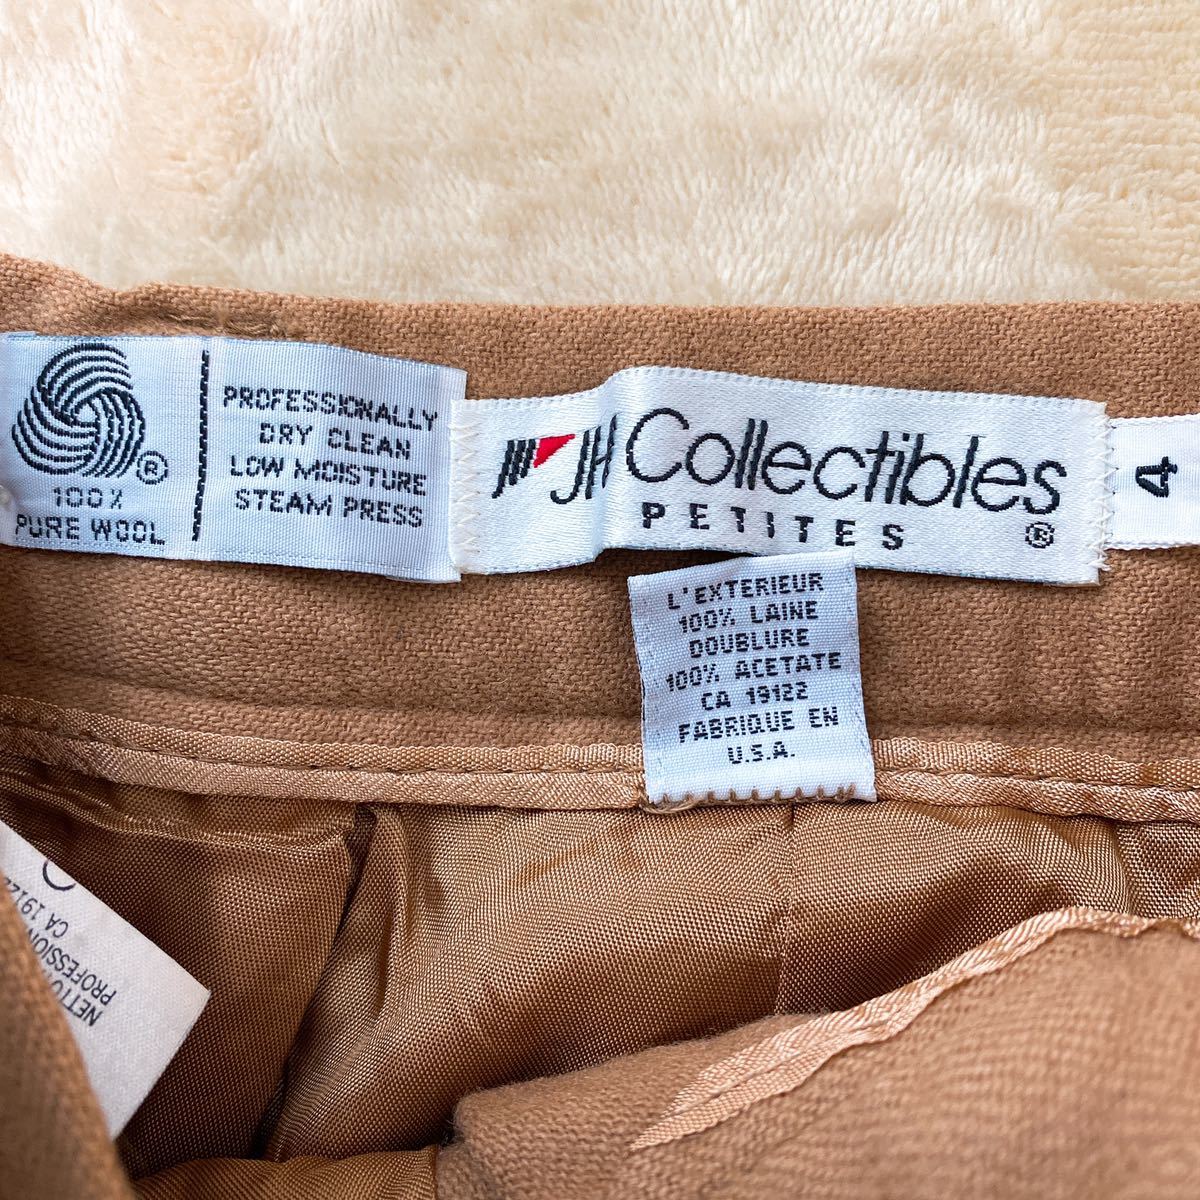 ®
100%
PURE WOOL
PROFESSIONALLY
DRY CLEAN
LOW MOISTURE
STEAM PRESS
JH Collectibles
PETITES ®
4
L'EXTERIEUR
100% LAINE
DOUBLURE
100% ACETATE
CA 19122
FABRIQUE EN
U.S.A.
CA